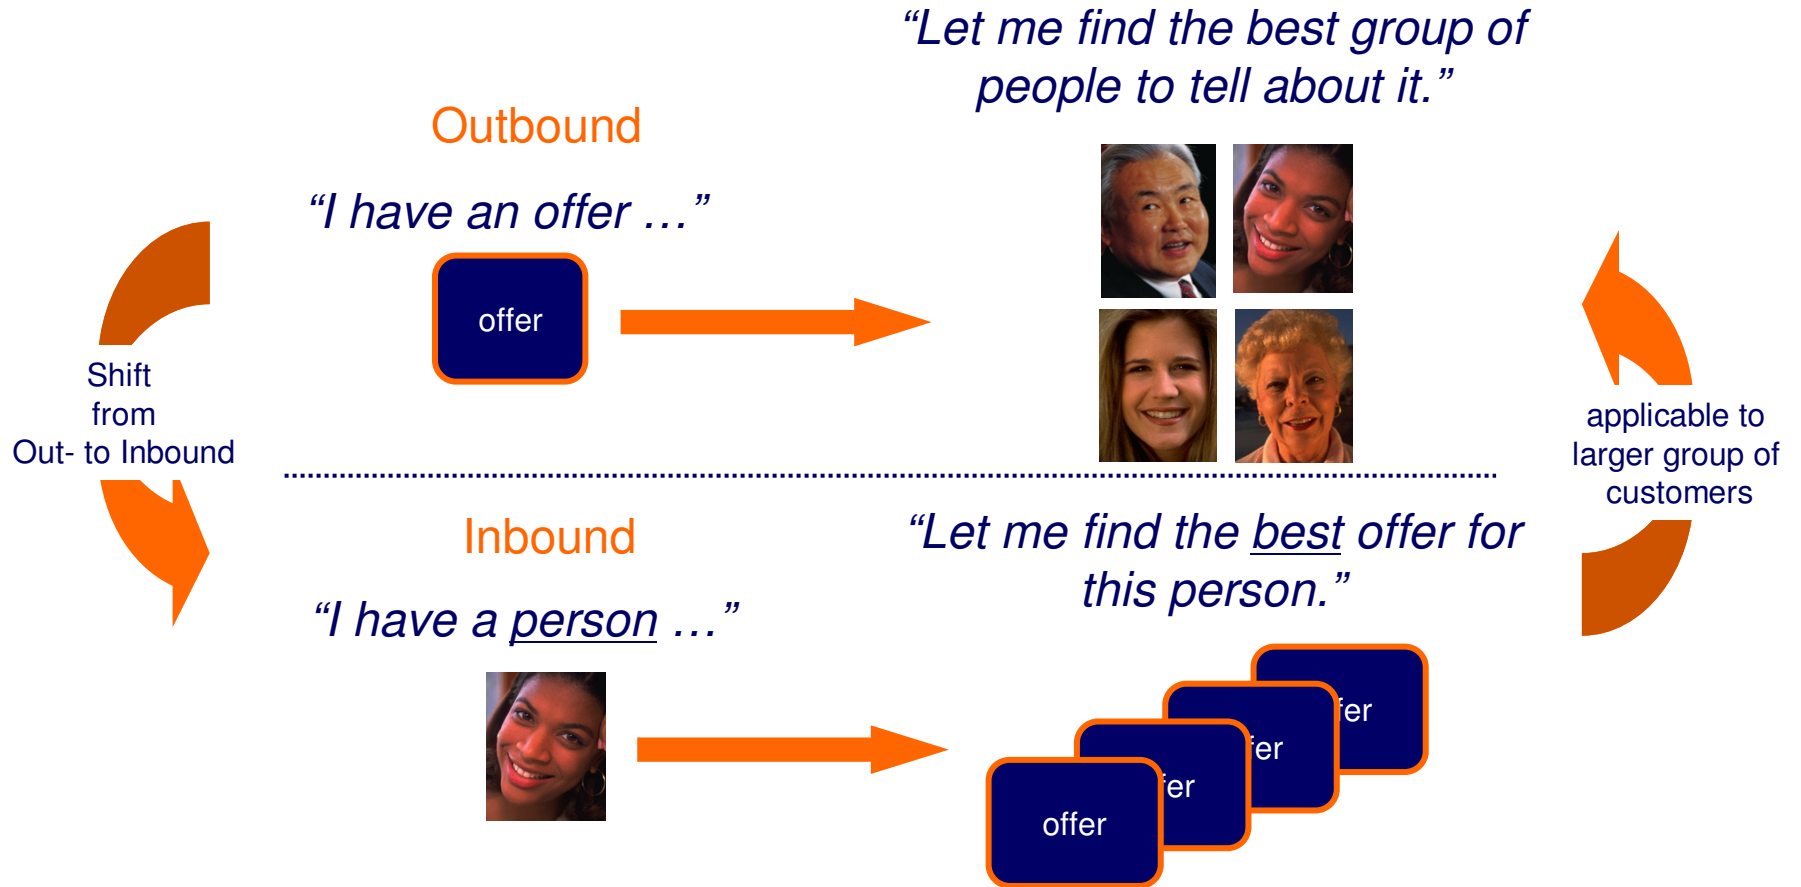 “Let me find the best group of
people to tell about it.”
Outbound
“I have an offer …”
offer
Shift
from
Out- to Inbound
applicable to
larger group of
customers
Inbound
“I have a person …”
“Let me find the best offer for
this person.”
fer
fer
fer
offer